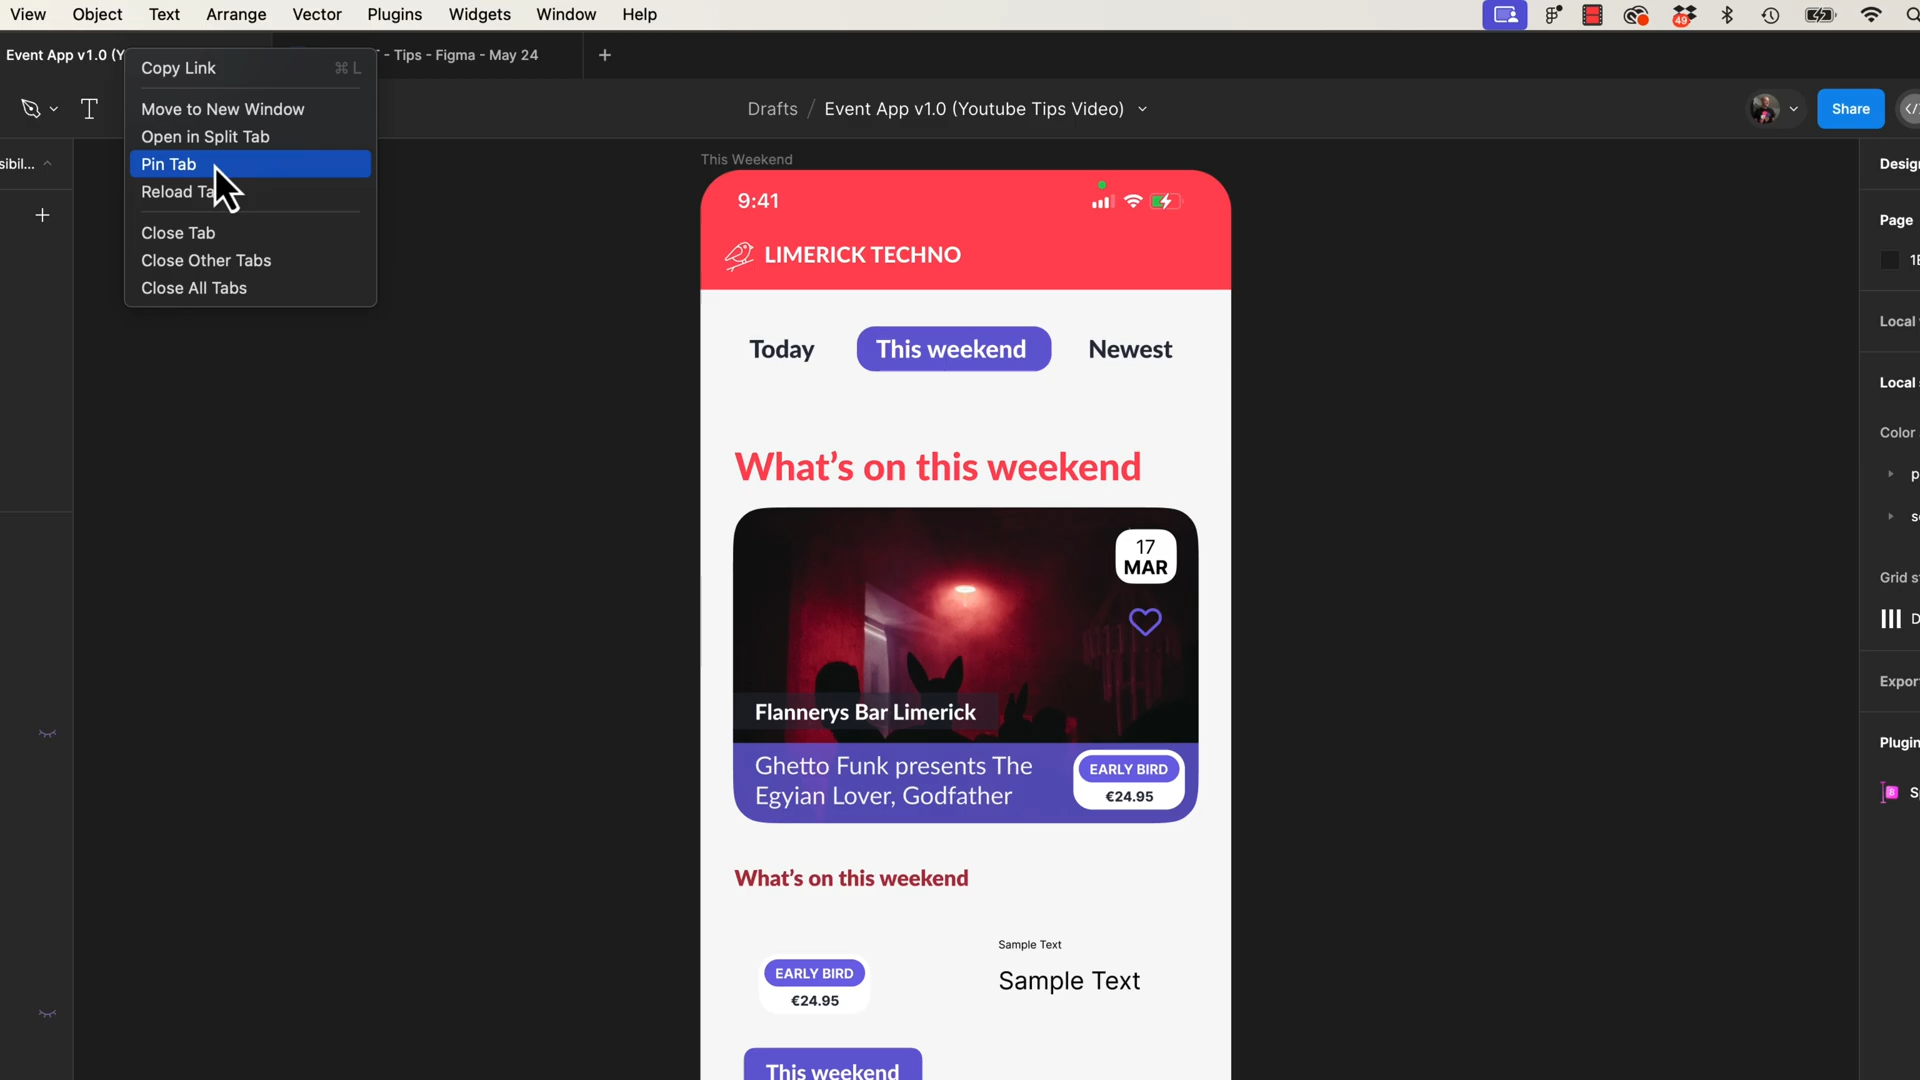 View Object Text Arrange Vector Plugins Widgets Window Help
49
Event App v1.0 (Y
- Tips - Figma - May 24
Copy Link ⌘ L
Move to New Window
Open in Split Tab
Pin Tab
Reload Ta
Close Tab
Close Other Tabs
Close All Tabs
Drafts / Event App v1.0 (Youtube Tips Video)
Share
sibil...
This Weekend
9:41
LIMERICK TECHNO
Today This weekend Newest
What's on this weekend
17
MAR
Flannerys Bar Limerick
Ghetto Funk presents The
Egyian Lover, Godfather
EARLY BIRD
€24.95
What's on this weekend
EARLY BIRD
€24.95
Sample Text
Sample Text
This weekend
Design
Page
Local
Local
Color
Grid s
Export
Plugin